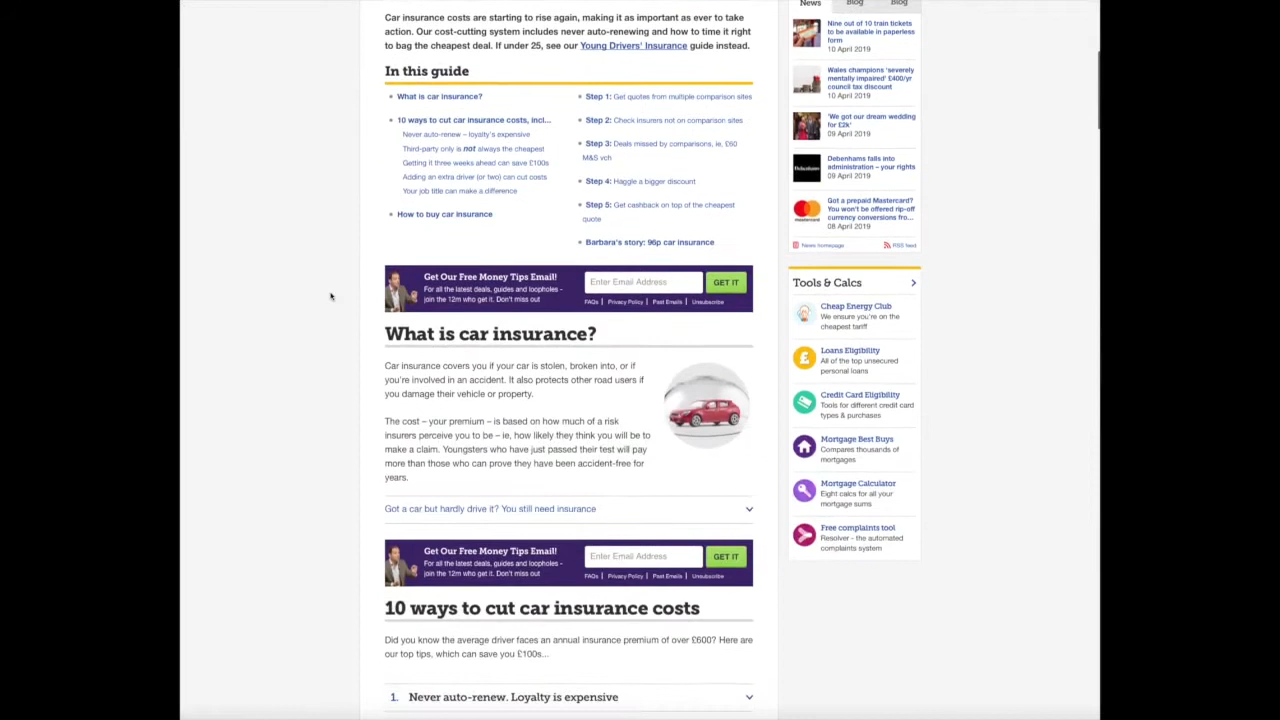 Car insurance costs are starting to rise again, making it as important as ever to take
action. Our cost-cutting system includes never auto-renewing and how to time it right
to bag the cheapest deal. If under 25, see our Young Drivers' Insurance guide instead.
In this guide
What is car insurance?
10 ways to cut car insurance costs, incl...
Never auto-renew – loyalty's expensive
Third-party only is not always the cheapest
Getting it three weeks ahead can save £100s
Adding an extra driver (or two) can cut costs
Your job title can make a difference
How to buy car insurance
Step 1: Get quotes from multiple comparison sites
Step 2: Check insurers not on comparison sites
Step 3: Deals missed by comparisons, ie, £60
M&S vch
Step 4: Haggle a bigger discount
Step 5: Get cashback on top of the cheapest
quote
Barbara's story: 96p car insurance
Get Our Free Money Tips Email!
For all the latest deals, guides and loopholes -
join the 12m who get it. Don't miss out
Enter Email Address
GET IT
FAQs | Privacy Policy | Past Emails | Unsubscribe
What is car insurance?
Car insurance covers you if your car is stolen, broken into, or if
you're involved in an accident. It also protects other road users if
you damage their vehicle or property.
The cost – your premium – is based on how much of a risk
insurers perceive you to be – ie, how likely they think you will be to
make a claim. Youngsters who have just passed their test will pay
more than those who can prove they have been accident-free for
years.
Got a car but hardly drive it? You still need insurance
Get Our Free Money Tips Email!
For all the latest deals, guides and loopholes -
join the 12m who get it. Don't miss out
Enter Email Address
GET IT
FAQs | Privacy Policy | Past Emails | Unsubscribe
10 ways to cut car insurance costs
Did you know the average driver faces an annual insurance premium of over £600? Here are
our top tips, which can save you £100s...
1. Never auto-renew. Loyalty is expensive
News
Blog
Blog
Nine out of 10 train tickets
to be available in paperless
form
10 April 2019
Wales champions 'severely
mentally impaired' £400/yr
council tax discount
10 April 2019
'We got our dream wedding
for £2k'
09 April 2019
Debenhams falls into
administration – your rights
09 April 2019
Got a prepaid Mastercard?
You won't be offered rip-off
currency conversions fro...
08 April 2019
News homepage
RSS feed
Tools & Calcs
Cheap Energy Club
We ensure you're on the
cheapest tariff
Loans Eligibility
All of the top unsecured
personal loans
Credit Card Eligibility
Tools for different credit card
types & purchases
Mortgage Best Buys
Compares thousands of
mortgages
Mortgage Calculator
Eight calcs for all your
mortgage sums
Free complaints tool
Resolver - the automated
complaints system